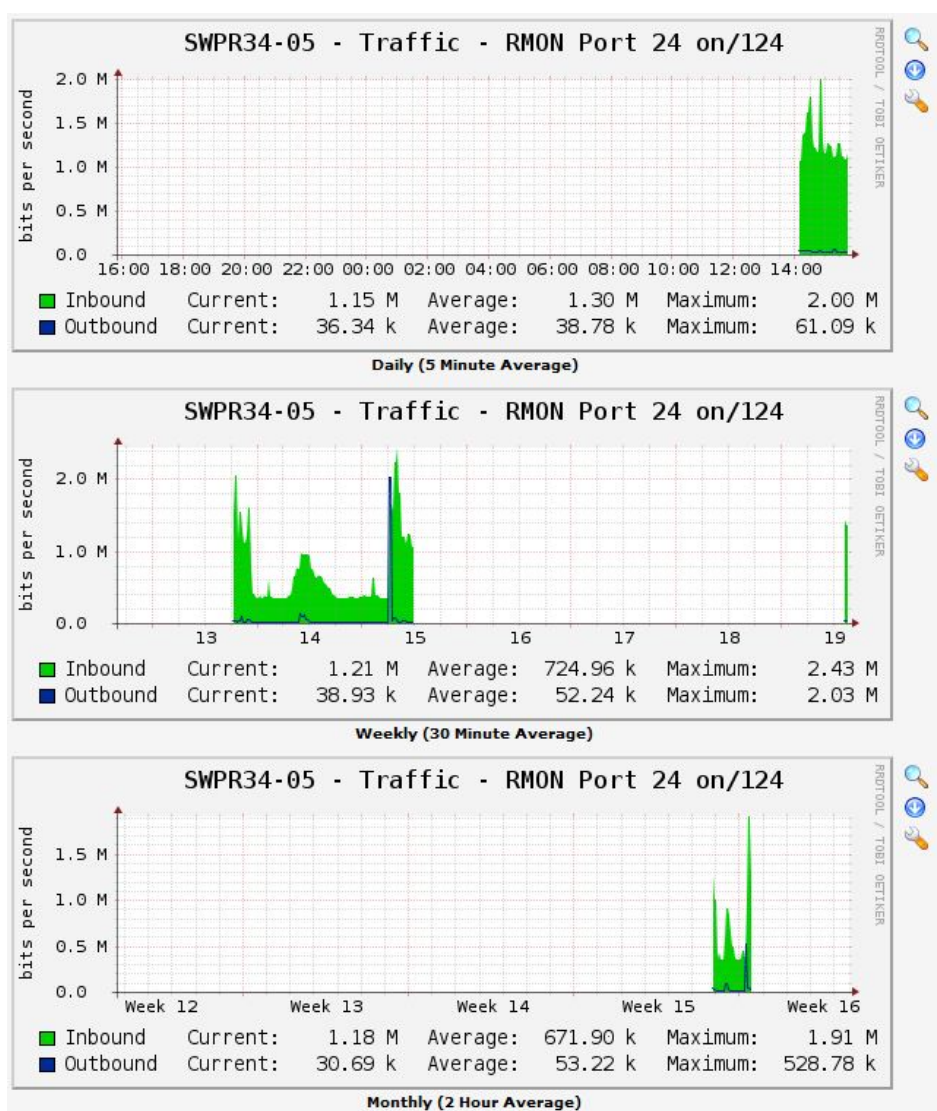 SWPR34-05 - Traffic - RMON Port 24 on/124
RRDTOOL / TOBI OETIKER
bits per second
2.0 M
1.5 M
1.0 M
0.5 M
0.0
16:00 18:00 20:00 22:00 00:00 02:00 04:00 06:00 08:00 10:00 12:00 14:00
Inbound Current: 1.15 M Average: 1.30 M Maximum: 2.00 M
Outbound Current: 36.34 k Average: 38.78 k Maximum: 61.09 k
Daily (5 Minute Average)
SWPR34-05 - Traffic - RMON Port 24 on/124
RRDTOOL / TOBI OETIKER
bits per second
2.0 M
1.0 M
0.0
13 14 15 16 17 18 19
Inbound Current: 1.21 M Average: 724.96 k Maximum: 2.43 M
Outbound Current: 38.93 k Average: 52.24 k Maximum: 2.03 M
Weekly (30 Minute Average)
SWPR34-05 - Traffic - RMON Port 24 on/124
RRDTOOL / TOBI OETIKER
bits per second
1.5 M
1.0 M
0.5 M
0.0
Week 12 Week 13 Week 14 Week 15 Week 16
Inbound Current: 1.18 M Average: 671.90 k Maximum: 1.91 M
Outbound Current: 30.69 k Average: 53.22 k Maximum: 528.78 k
Monthly (2 Hour Average)